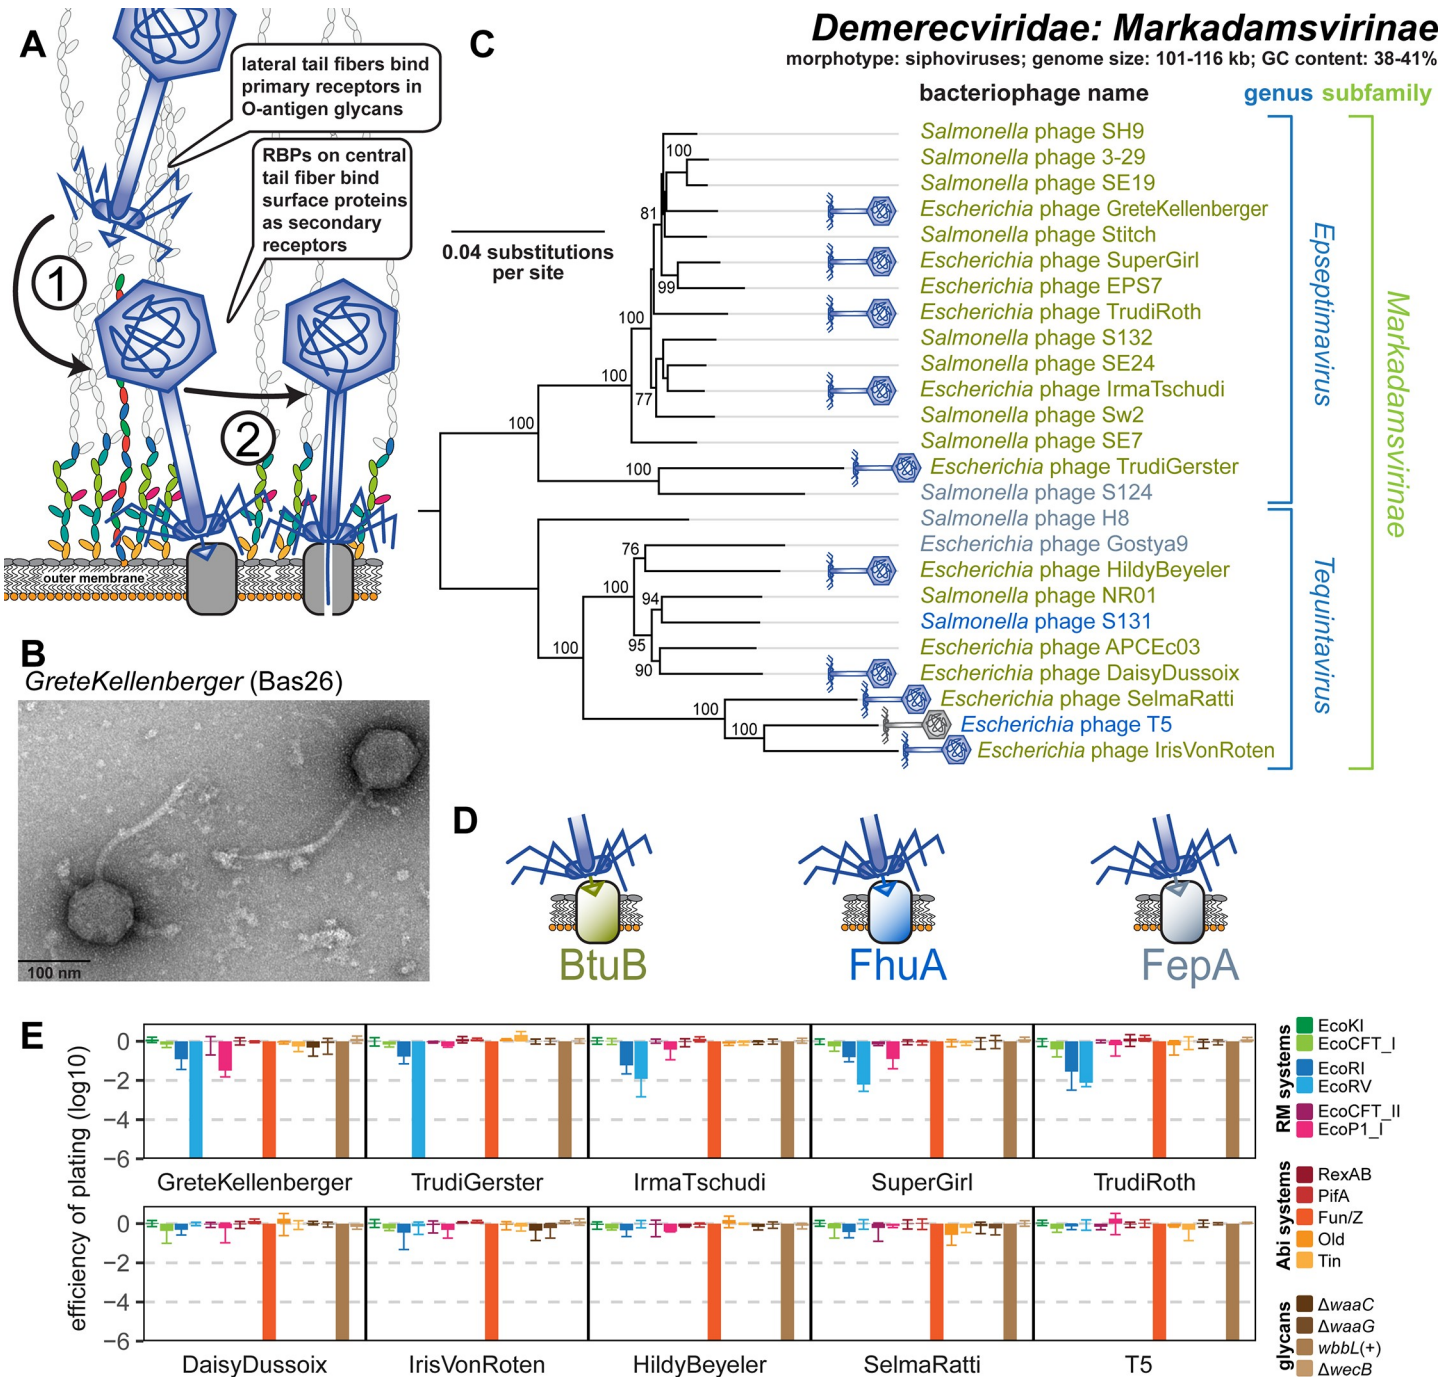 A
lateral tail fibers bind
primary receptors in
O-antigen glycans
RBPs on central
tail fiber bind
surface proteins
as secondary
receptors
1
2
outer membrane
B
GreteKellenberger (Bas26)
100 nm
C
Demerecviridae: Markadamsvirinae
morphotype: siphoviruses; genome size: 101-116 kb; GC content: 38-41%
bacteriophage name genus subfamily
0.04 substitutions
per site
Salmonella phage SH9
Salmonella phage 3-29
Salmonella phage SE19
Escherichia phage GreteKellenberger
Salmonella phage Stitch
Escherichia phage SuperGirl
Escherichia phage EPS7
Escherichia phage TrudiRoth
Salmonella phage S132
Salmonella phage SE24
Escherichia phage IrmaTschudi
Salmonella phage Sw2
Salmonella phage SE7
Escherichia phage TrudiGerster
Salmonella phage S124
Salmonella phage H8
Escherichia phage Gostya9
Escherichia phage HildyBeyeler
Salmonella phage NR01
Salmonella phage S131
Escherichia phage APCEc03
Escherichia phage DaisyDussoix
Escherichia phage SelmaRatti
Escherichia phage T5
Escherichia phage IrisVonRoten
100
81
99
100
100
77
100
100
76
100
94
95
90
100
100
100
Epseptimavirus
Tequintavirus
Markadamsvirinae
D
BtuB
FhuA
FepA
E
efficiency of plating (log10)
0
−2
−4
−6
GreteKellenberger
TrudiGerster
IrmaTschudi
SuperGirl
TrudiRoth
0
−2
−4
−6
DaisyDussoix
IrisVonRoten
HildyBeyeler
SelmaRatti
T5
RM systems
EcoKI
EcoCFT_I
EcoRI
EcoRV
EcoCFT_II
EcoP1_I
Abi systems
RexAB
PifA
Fun/Z
Old
Tin
glycans
ΔwaaC
ΔwaaG
wbbL(+)
ΔwecB